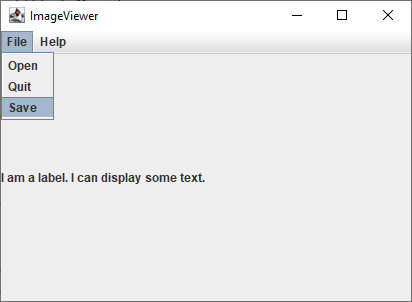 ImageViewer
File Help
Open
Quit
Save
I am a label. I can display some text.